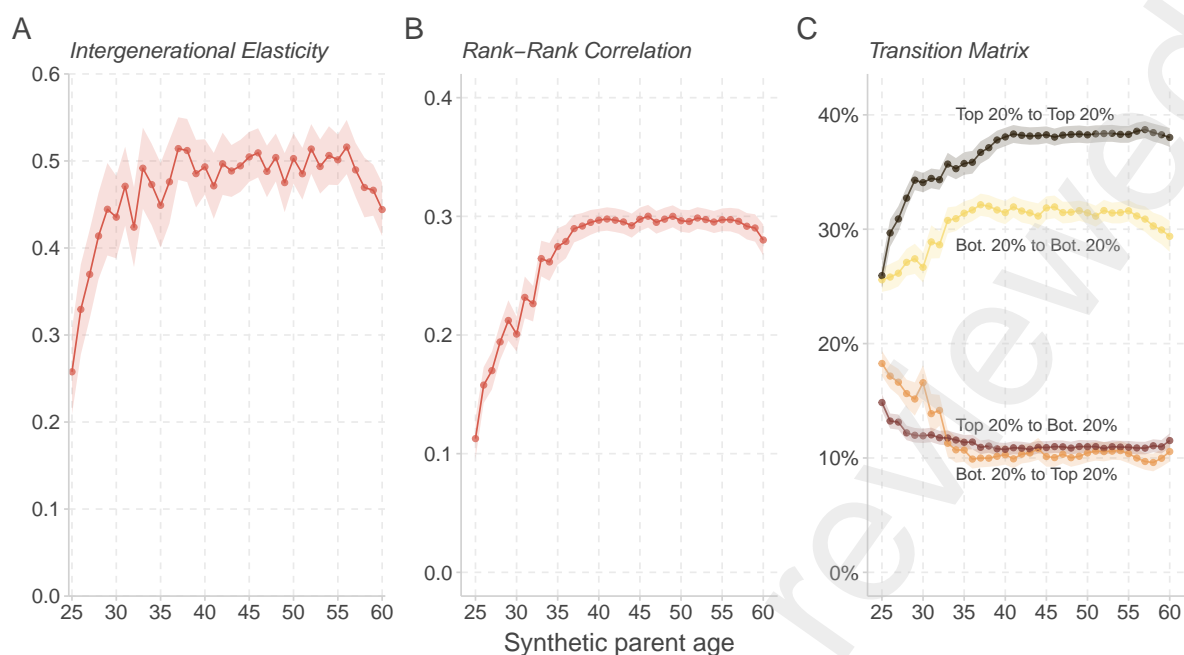 A
Intergenerational Elasticity
0.6
0.5
0.4
0.3
0.2
0.1
0.0
25 30 35 40 45 50 55 60
B
Rank−Rank Correlation
0.4
0.3
0.2
0.1
0.0
25 30 35 40 45 50 55 60
Synthetic parent age
C
Transition Matrix
40%
30%
20%
10%
0%
Top 20% to Top 20%
Bot. 20% to Bot. 20%
Top 20% to Bot. 20%
Bot. 20% to Top 20%
25 30 35 40 45 50 55 60
reviewed